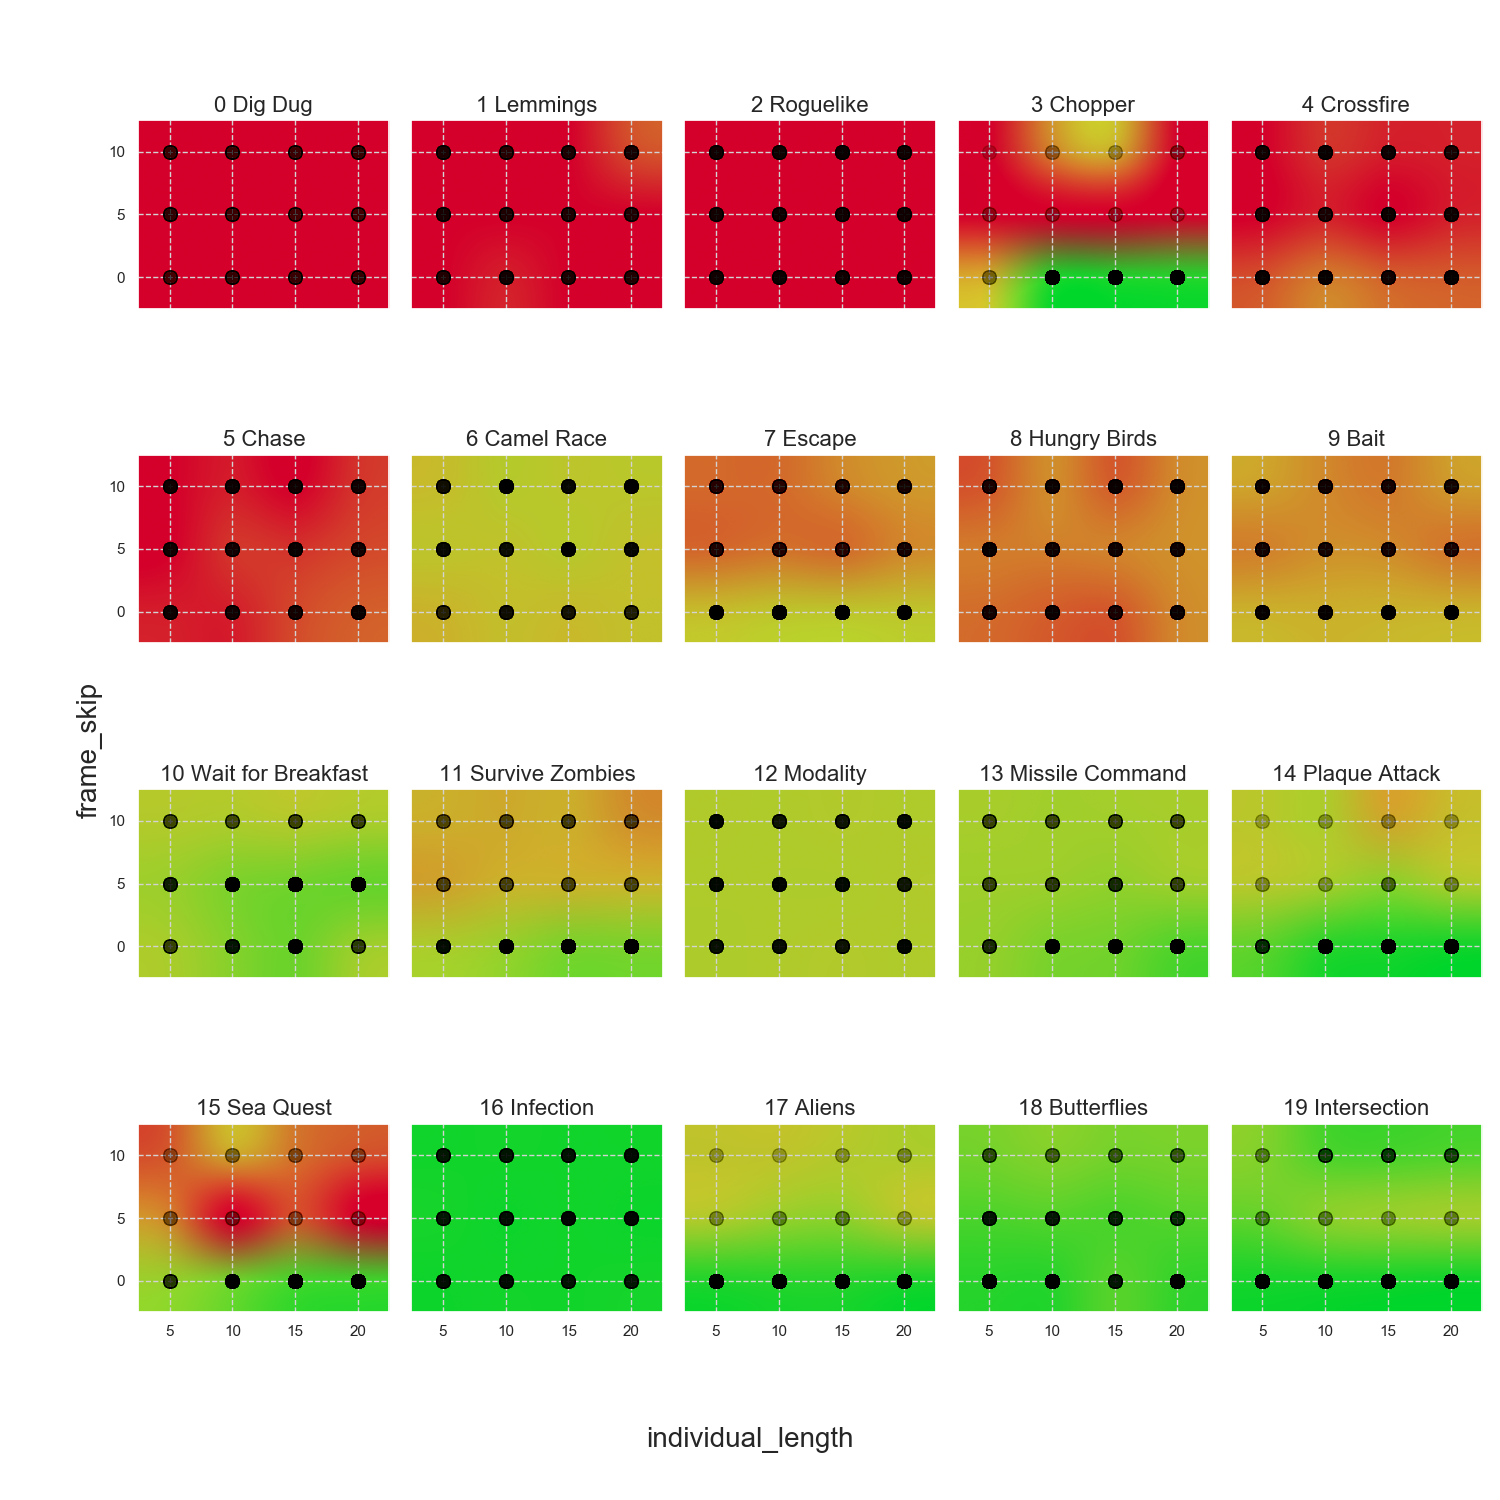 0 Dig Dug
1 Lemmings
2 Roguelike
3 Chopper
4 Crossfire
10
5
0
5 Chase
6 Camel Race
7 Escape
8 Hungry Birds
9 Bait
10
5
0
frame_skip
10 Wait for Breakfast
11 Survive Zombies
12 Modality
13 Missile Command
14 Plaque Attack
10
5
0
15 Sea Quest
16 Infection
17 Aliens
18 Butterflies
19 Intersection
10
5
0
5 10 15 20
5 10 15 20
5 10 15 20
5 10 15 20
5 10 15 20
individual_length